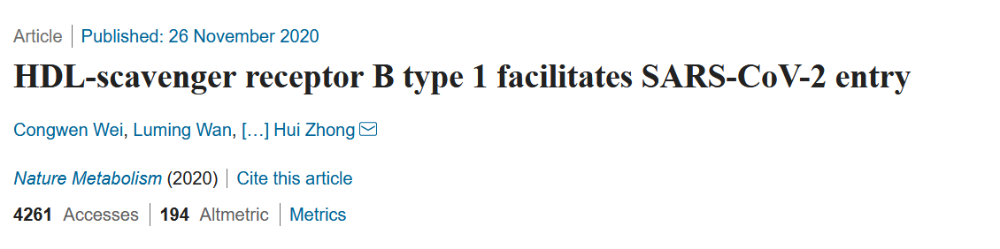 Article | Published: 26 November 2020
HDL-scavenger receptor B type 1 facilitates SARS-CoV-2 entry
Congwen Wei, Luming Wan, […] Hui Zhong
Nature Metabolism (2020) | Cite this article
4261 Accesses | 194 Altmetric | Metrics